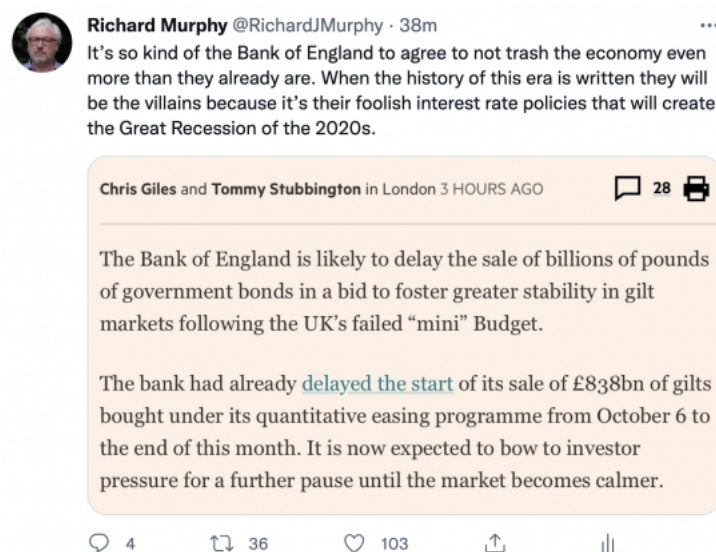 Richard Murphy @RichardJMurphy · 38m
It's so kind of the Bank of England to agree to not trash the economy even
more than they already are. When the history of this era is written they will
be the villains because it's their foolish interest rate policies that will create
the Great Recession of the 2020s.
Chris Giles and Tommy Stubbington in London 3 HOURS AGO
28
The Bank of England is likely to delay the sale of billions of pounds
of government bonds in a bid to foster greater stability in gilt
markets following the UK's failed “mini” Budget.
The bank had already delayed the start of its sale of £838bn of gilts
bought under its quantitative easing programme from October 6 to
the end of this month. It is now expected to bow to investor
pressure for a further pause until the market becomes calmer.
4 36 103